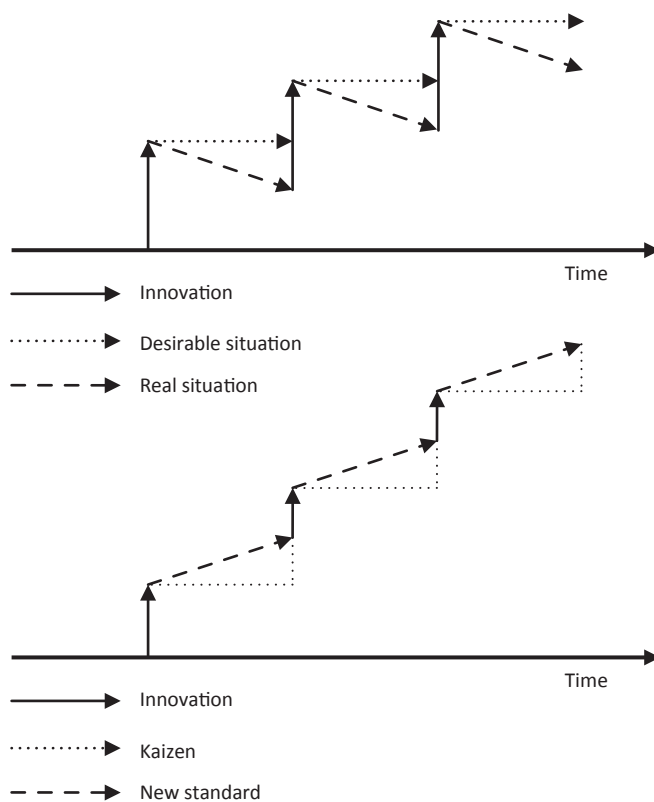 Time
Innovation
Desirable situation
Real situation
Time
Innovation
Kaizen
New standard